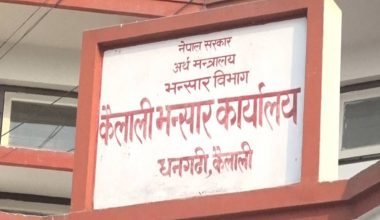 नेपाल सरकार
अर्थ मन्त्रालय
भन्सार विभाग
कैलाली भन्सार कार्यालय
धनगढी, कैलाली